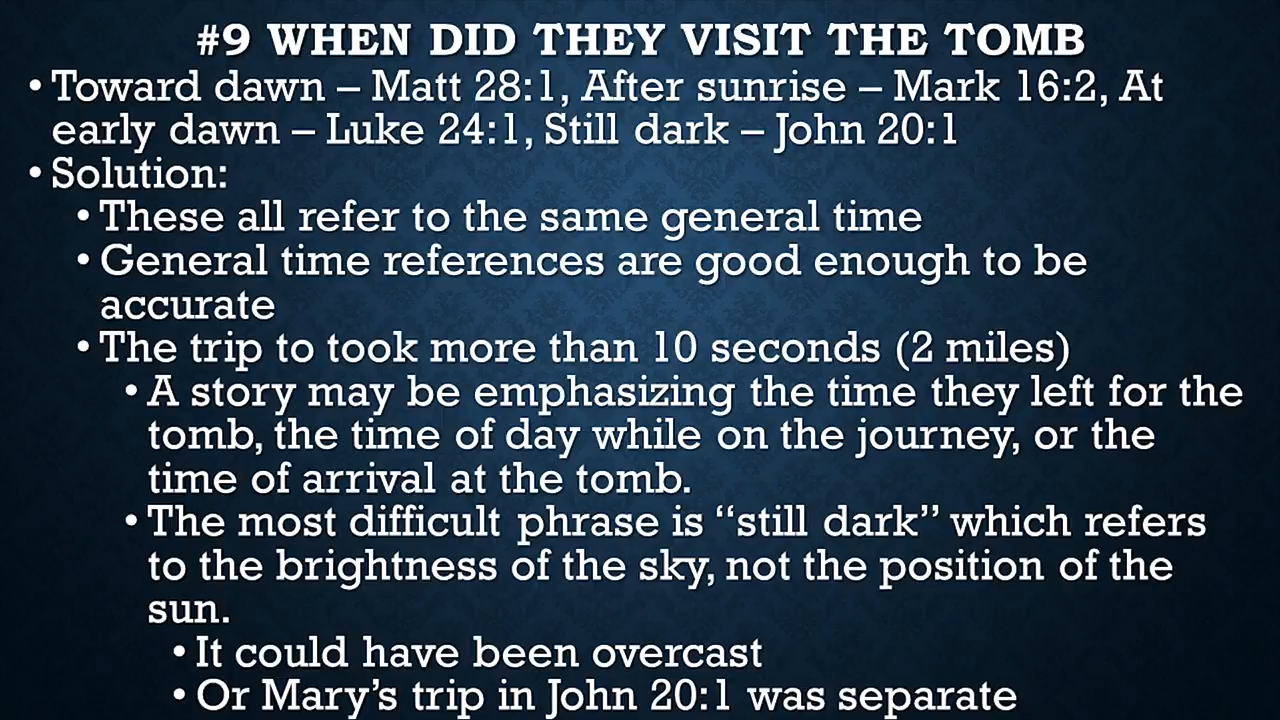 #9 WHEN DID THEY VISIT THE TOMB
• Toward dawn – Matt 28:1, After sunrise – Mark 16:2, At
early dawn – Luke 24:1, Still dark – John 20:1
• Solution:
• These all refer to the same general time
• General time references are good enough to be
accurate
• The trip to took more than 10 seconds (2 miles)
• A story may be emphasizing the time they left for the
tomb, the time of day while on the journey, or the
time of arrival at the tomb.
• The most difficult phrase is “still dark” which refers
to the brightness of the sky, not the position of the
sun.
• It could have been overcast
• Or Mary’s trip in John 20:1 was separate